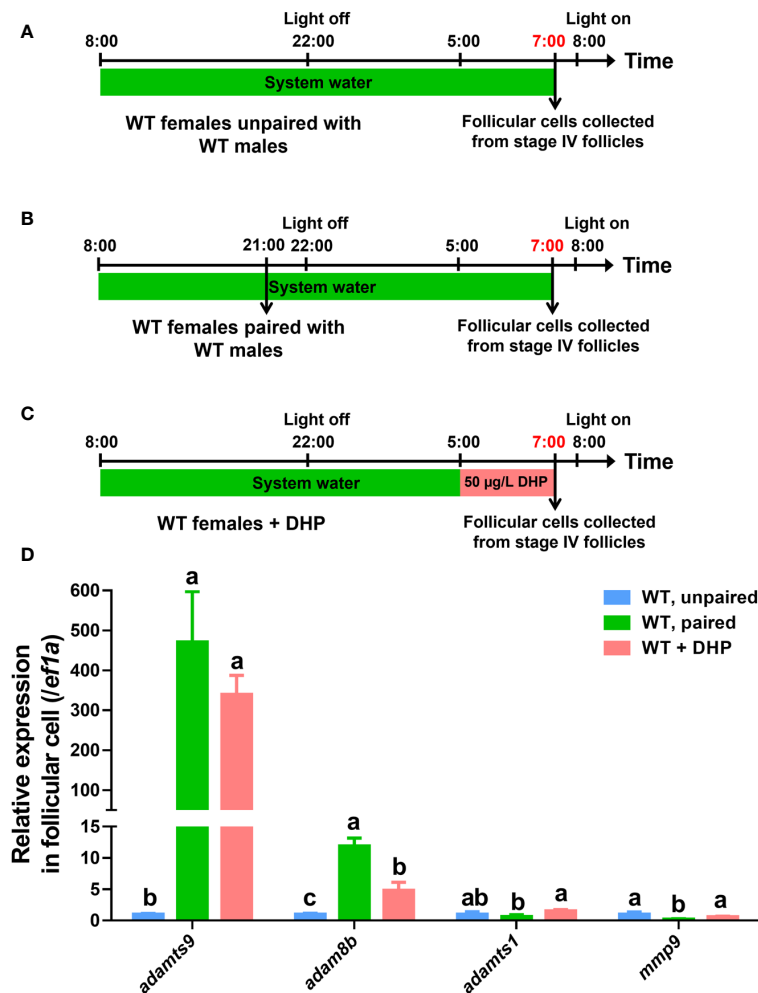 A
Light off
Light on
8:00 22:00 5:00 7:00 8:00
Time
System water
WT females unpaired with
WT males
Follicular cells collected
from stage IV follicles
B
Light off
Light on
8:00 21:00 22:00 5:00 7:00 8:00
Time
System water
WT females paired with
WT males
Follicular cells collected
from stage IV follicles
C
Light off
Light on
8:00 22:00 5:00 7:00 8:00
Time
System water
50 µg/L DHP
WT females + DHP
Follicular cells collected
from stage IV follicles
D
Relative expression
in follicular cell (/ef1a)
600
500
400
300
200
100
15
10
5
0
b a a
c a b
ab b a
a b a
adamts9
adam8b
adamts1
mmp9
WT, unpaired
WT, paired
WT + DHP